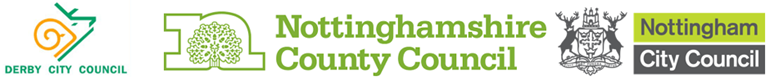 DERBY CITY COUNCIL
Nottinghamshire
County Council
Nottingham
City Council